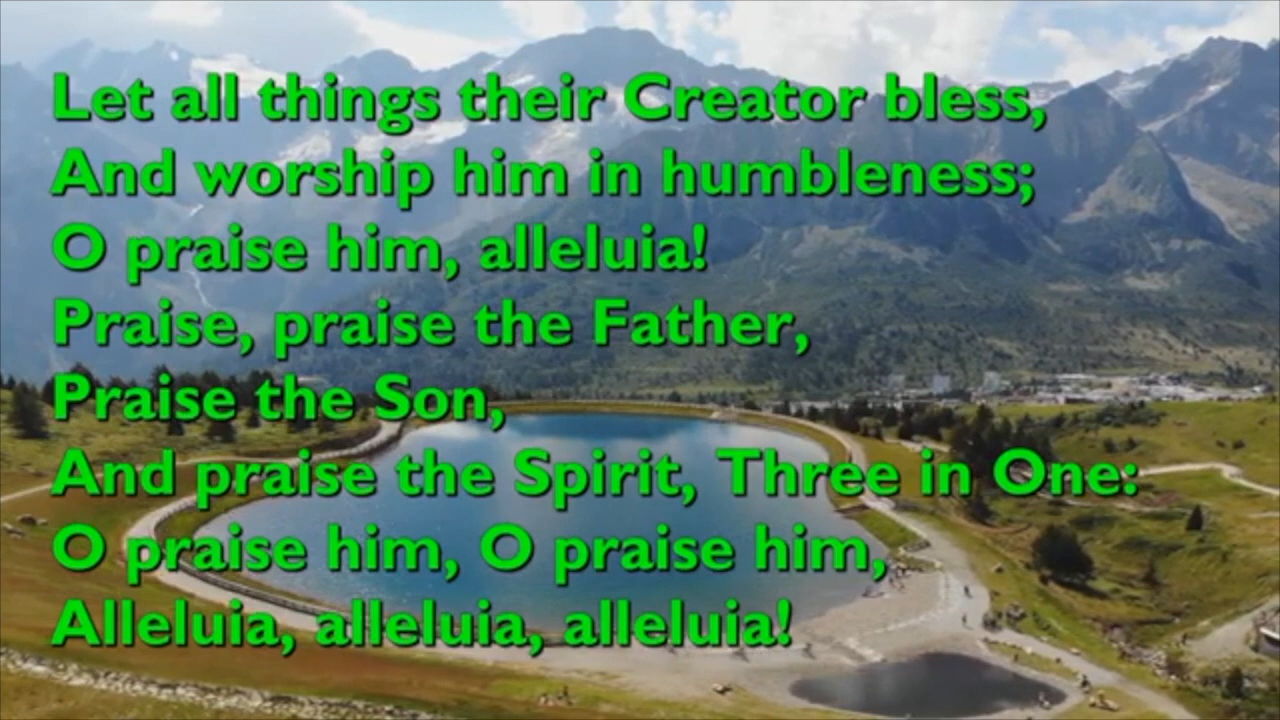 Let all things their Creator bless,
And worship him in humbleness;
O praise him, alleluia!
Praise, praise the Father,
Praise the Son,
And praise the Spirit, Three in One:
O praise him, O praise him,
Alleluia, alleluia, alleluia!